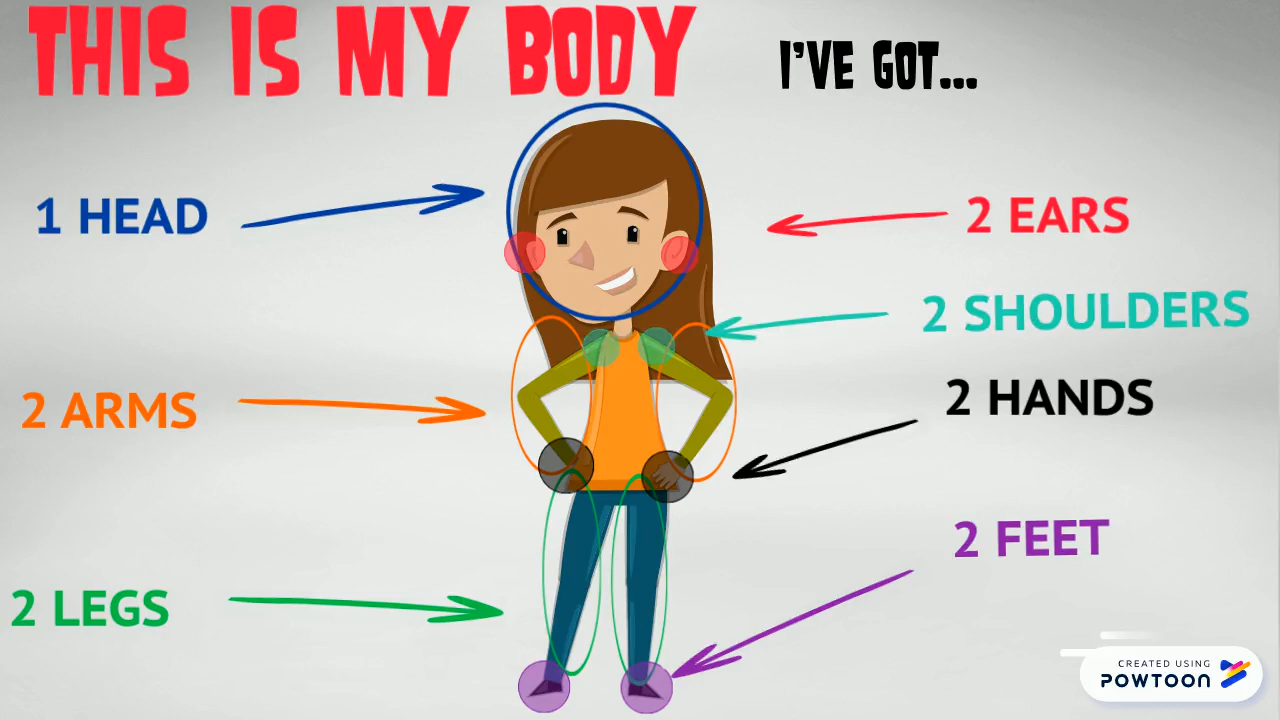 THIS IS MY BODY
I'VE GOT...
1 HEAD
2 EARS
2 SHOULDERS
2 ARMS
2 HANDS
2 FEET
2 LEGS
CREATED USING
POWTOON